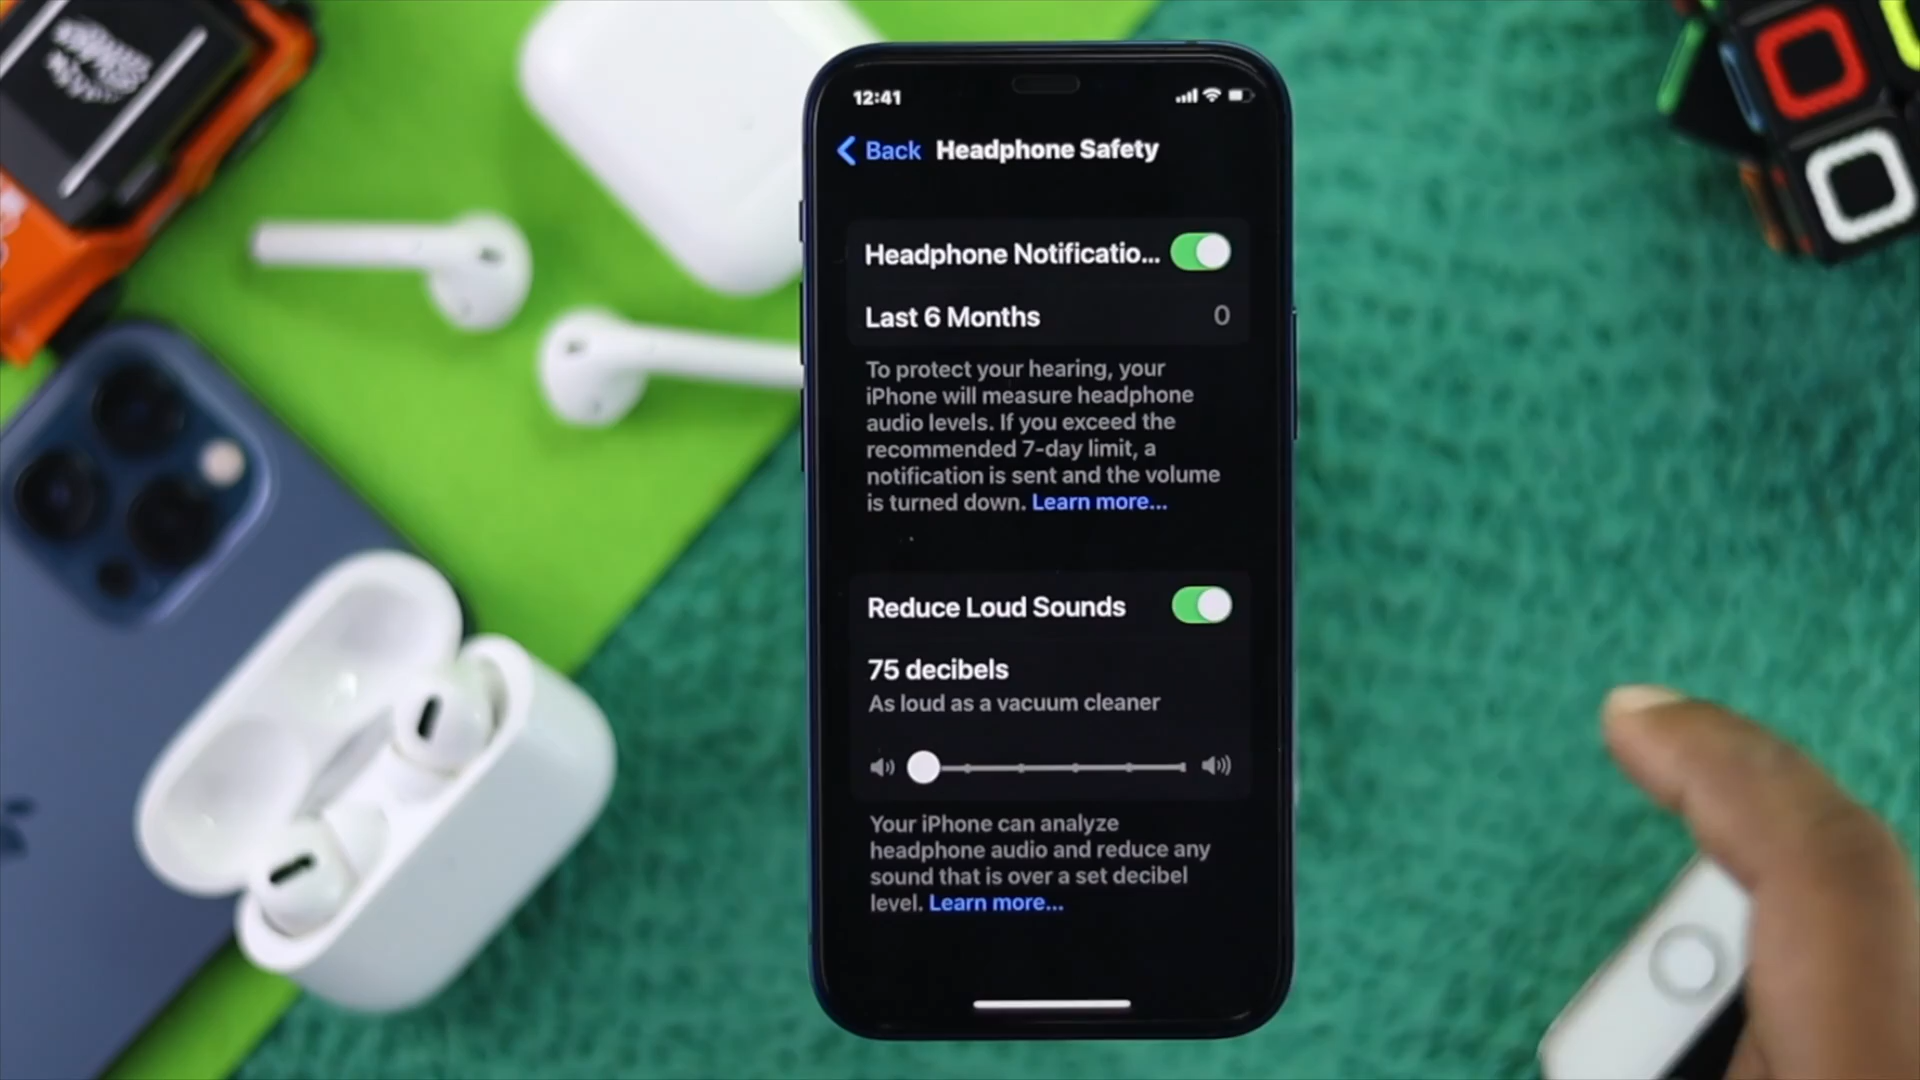 12:41
Back Headphone Safety
Headphone Notificatio...
Last 6 Months 0
To protect your hearing, your
iPhone will measure headphone
audio levels. If you exceed the
recommended 7-day limit, a
notification is sent and the volume
is turned down. Learn more...
Reduce Loud Sounds
75 decibels
As loud as a vacuum cleaner
Your iPhone can analyze
headphone audio and reduce any
sound that is over a set decibel
level. Learn more...